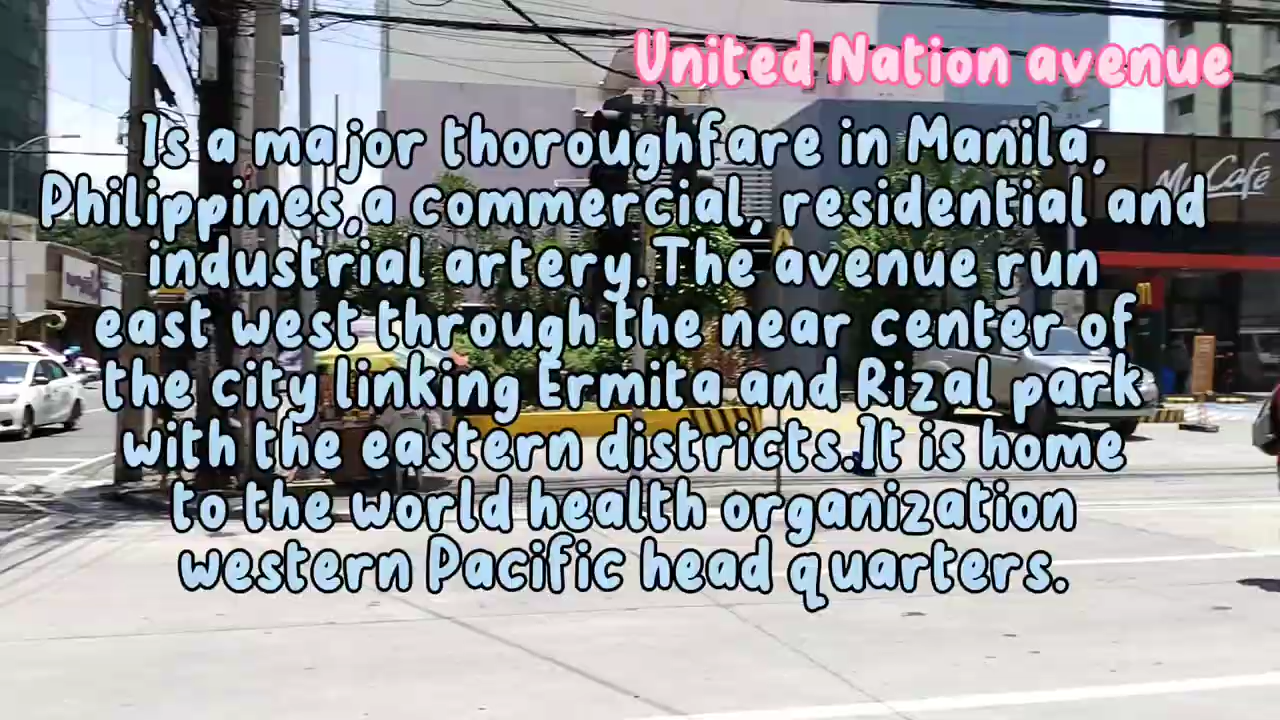 United Nation avenue
Is a major thoroughfare in Manila,
Philippines,a commercial, residential and
industrial artery.The avenue run
east west through the near center of
the city linking Ermita and Rizal park
with the eastern districts.It is home
to the world health organization
western Pacific head quarters.
McCafé